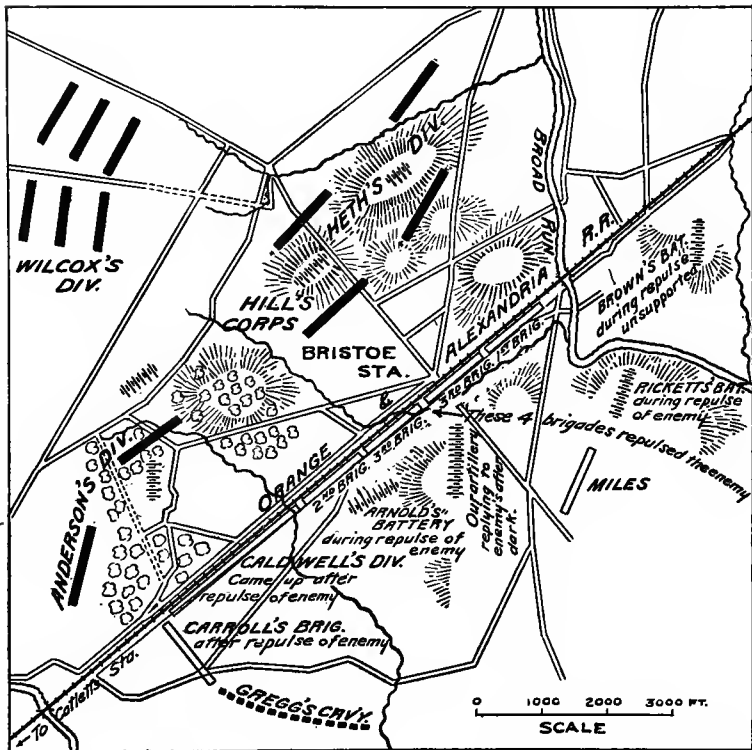 HETH'S DIV.
BROAD
RUN
WILCOX'S
DIV.
HILL'S
CORPS
BRISTOE
STA.
ORANGE & ALEXANDRIA R.R.
BROWN'S BAT.
during repulse
unsupported
RICKETT'S BAT.
during repulse
of enemy
1ST BRIG.
3RD BRIG.
3RD BRIG.
2ND BRIG.
These 4 brigades repulsed the enemy
Our artillery
replying to
enemy's after
dark.
MILES
ARNOLD'S
BATTERY
during repulse of
enemy
ANDERSON'S DIV.
CALDWELL'S DIV.
Came up after
repulse of enemy
CARROLL'S BRIG.
after repulse of enemy
GREGG'S CAV'Y.
← To Catletts Sta.
0 1000 2000 3000 FT.
SCALE